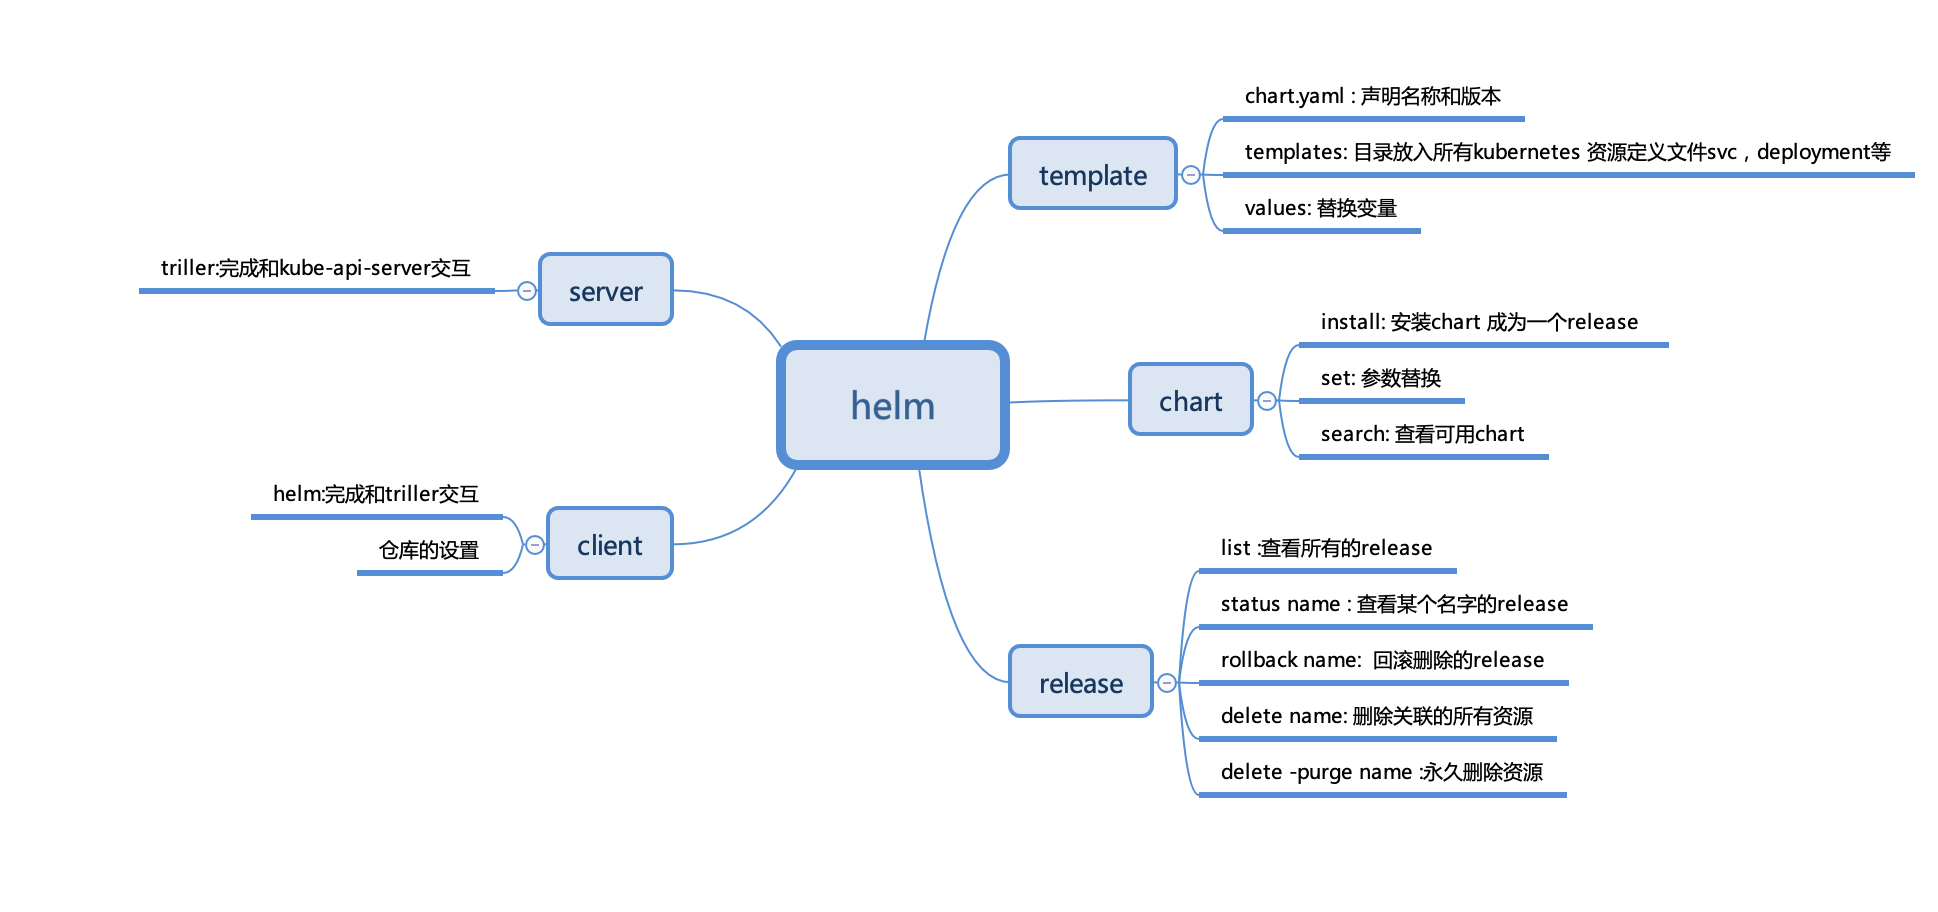 helm
template
chart.yaml : 声明名称和版本
templates: 目录放入所有kubernetes 资源定义文件svc，deployment等
values: 替换变量
chart
install: 安装chart 成为一个release
set: 参数替换
search: 查看可用chart
release
list :查看所有的release
status name : 查看某个名字的release
rollback name:  回滚删除的release
delete name: 删除关联的所有资源
delete -purge name :永久删除资源
server
triller:完成和kube-api-server交互
client
helm:完成和triller交互
仓库的设置